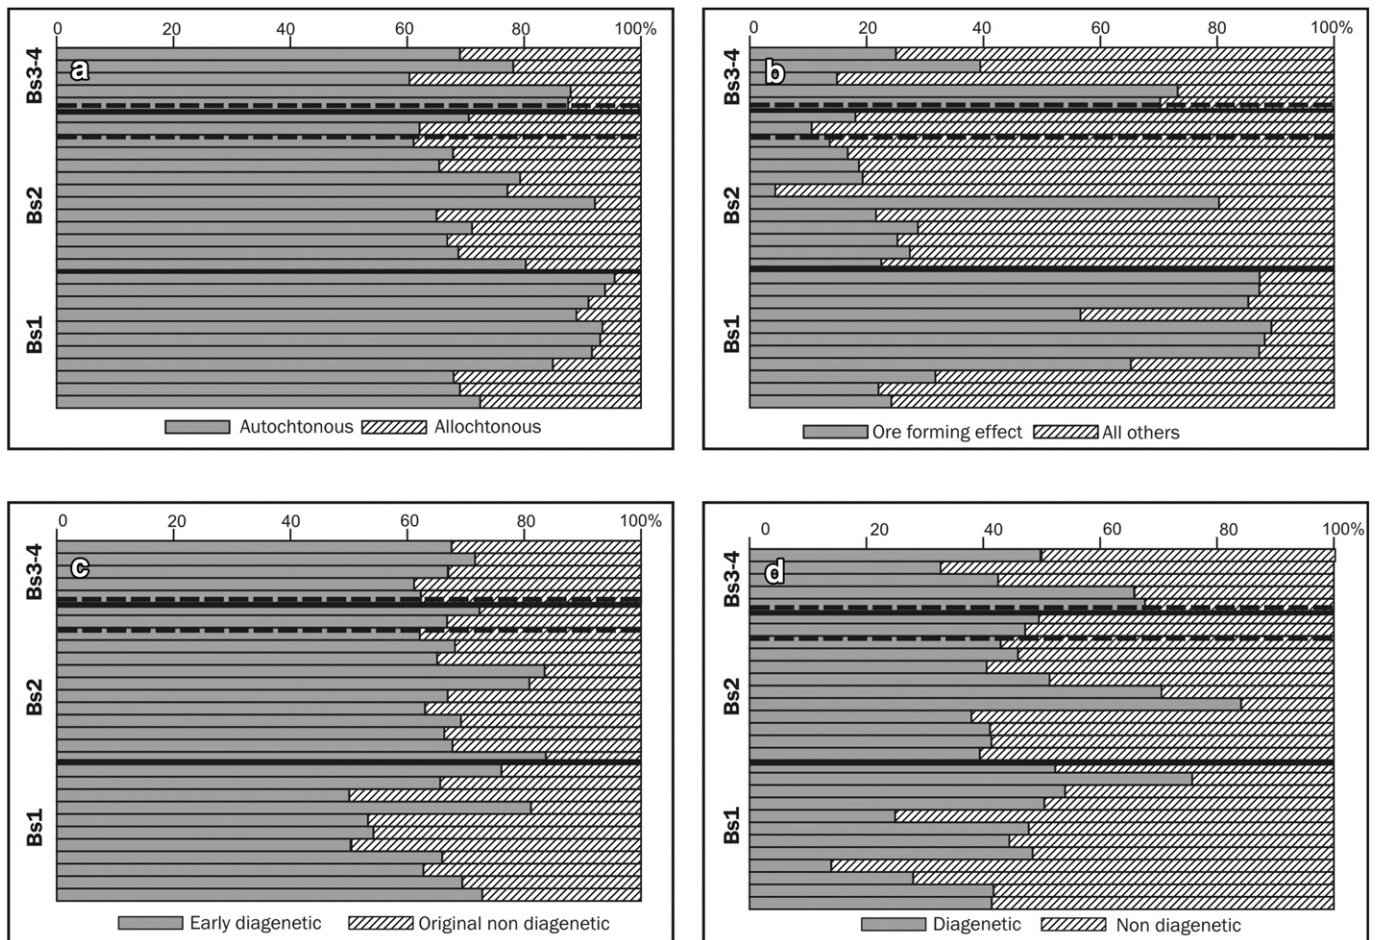 0 20 40 60 80 100%
a
Bs3-4
Bs2
Bs1
Autochtonous Allochtonous
0 20 40 60 80 100%
b
Bs3-4
Bs2
Bs1
Ore forming effect All others
0 20 40 60 80 100%
c
Bs3-4
Bs2
Bs1
Early diagenetic Original non diagenetic
0 20 40 60 80 100%
d
Bs3-4
Bs2
Bs1
Diagenetic Non diagenetic